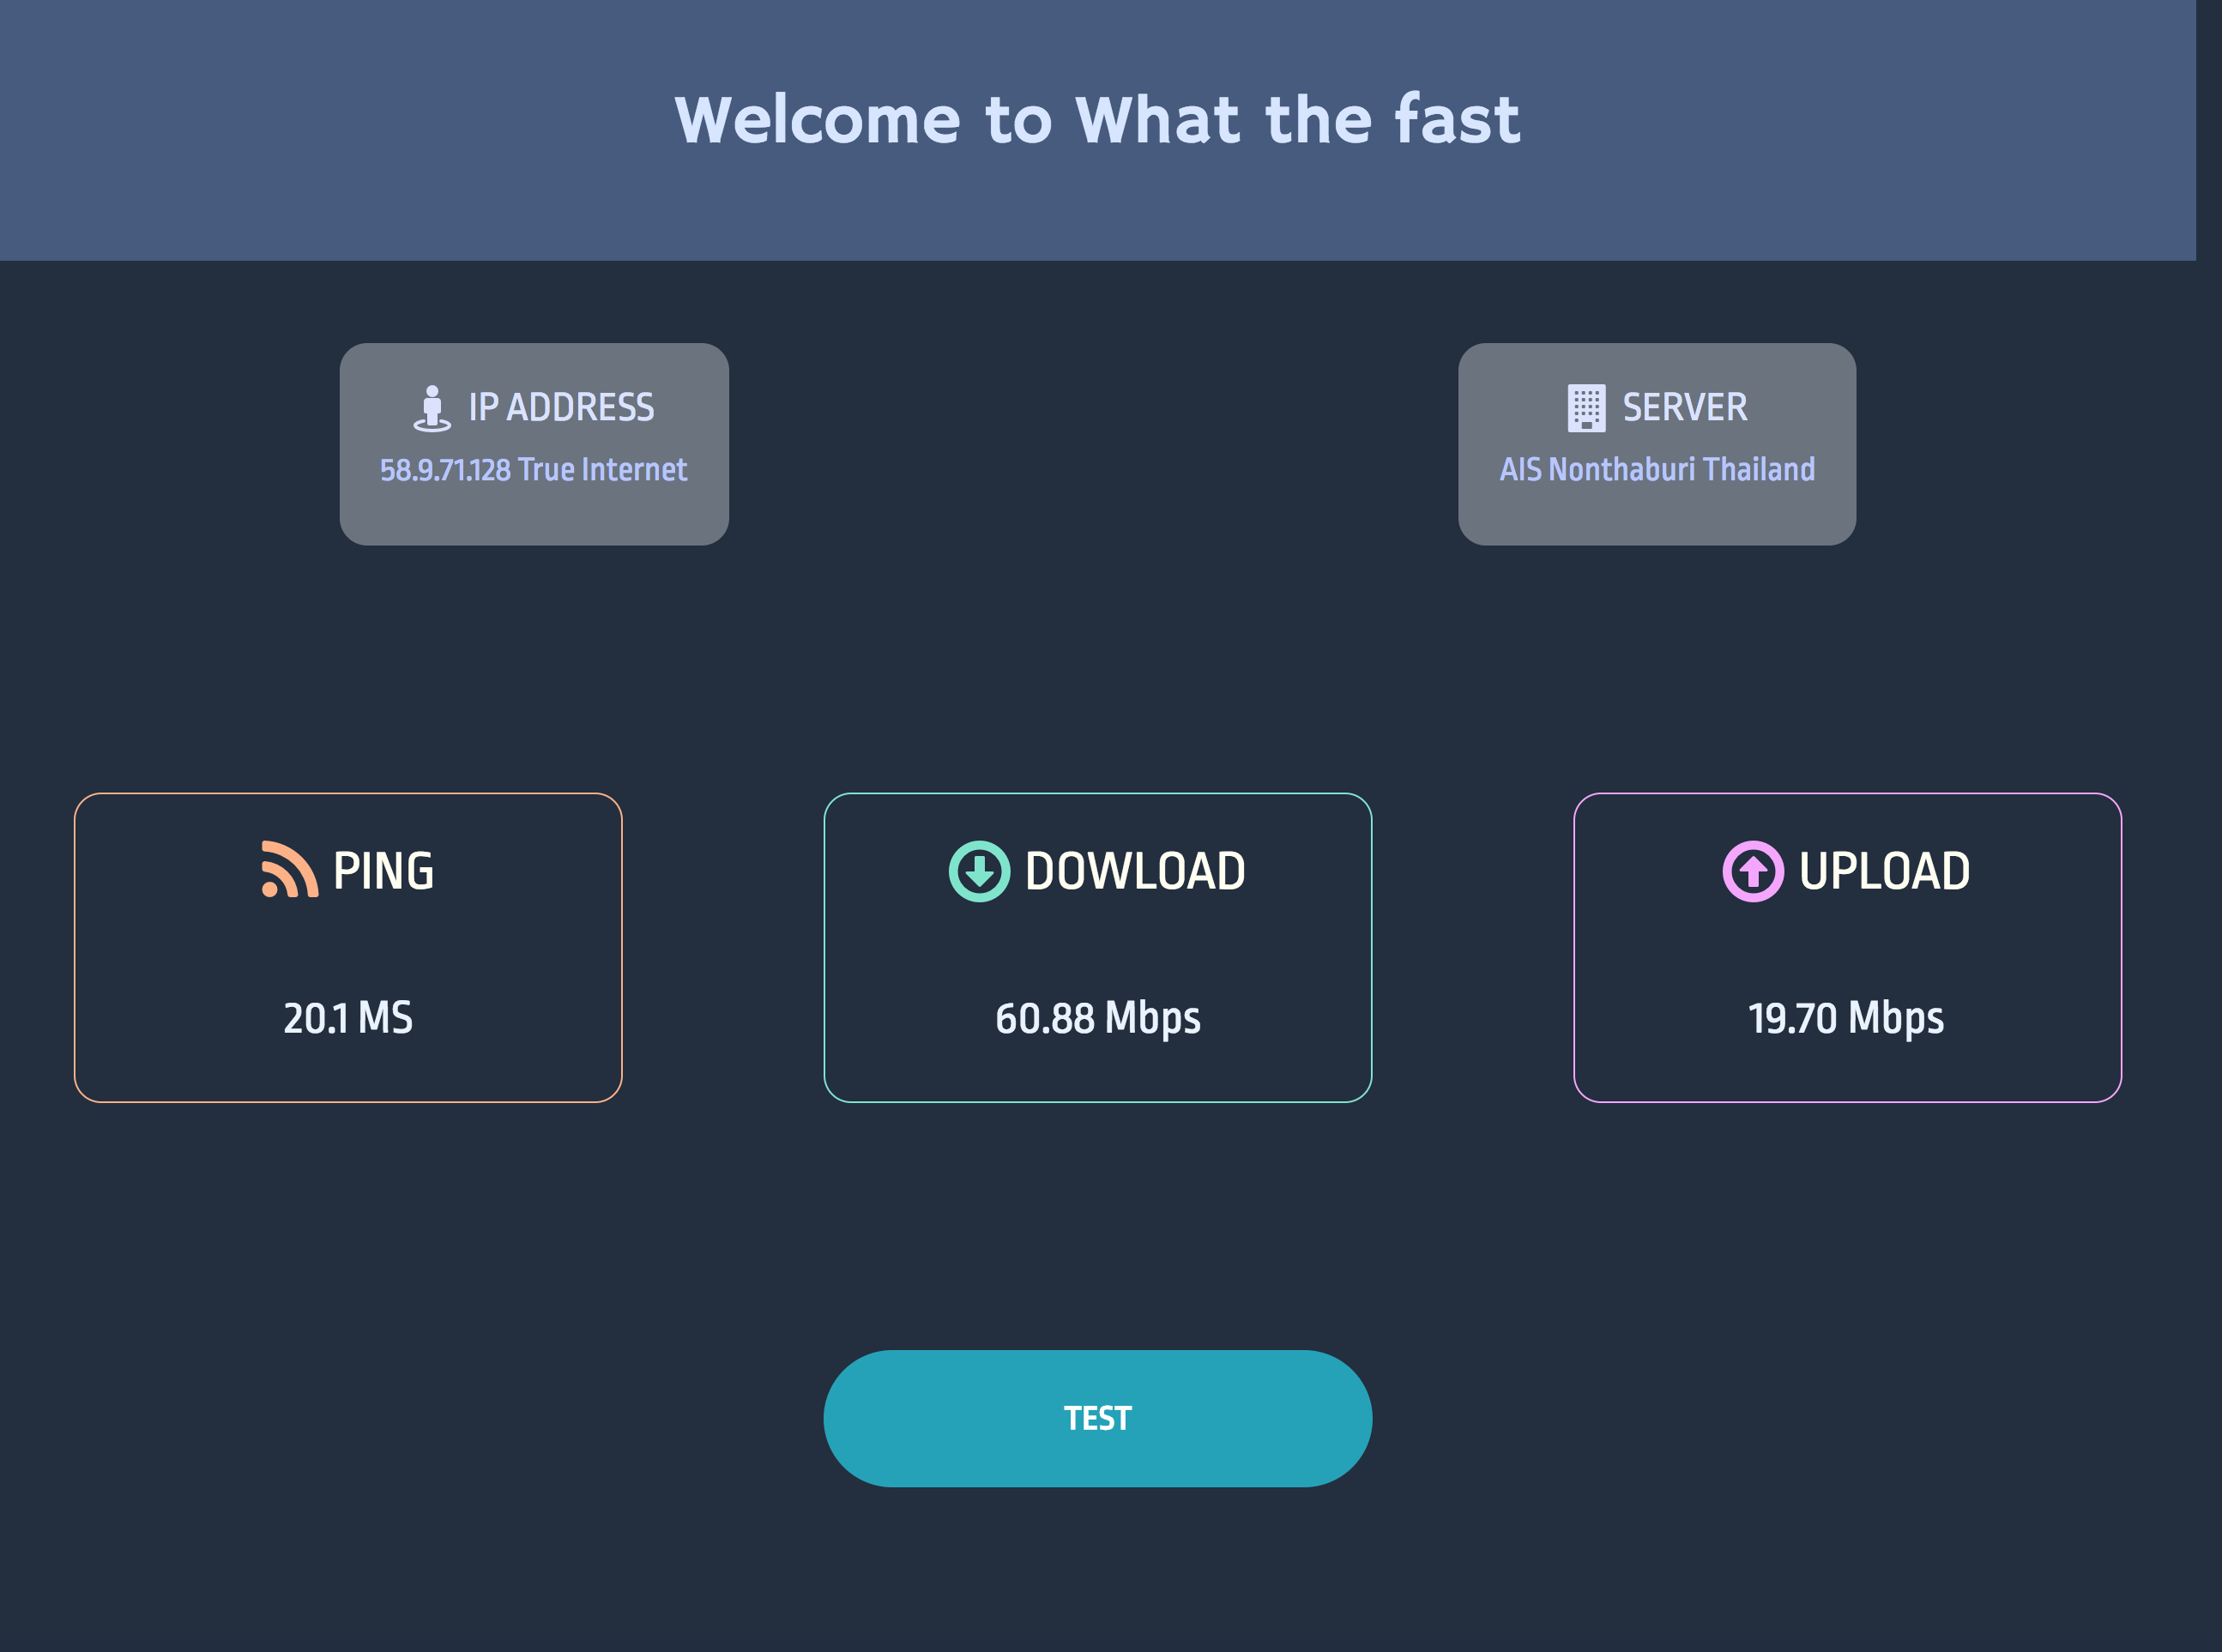 Welcome to What the fast
IP ADDRESS
58.9.71.128 True Internet
SERVER
AIS Nonthaburi Thailand
PING
20.1 MS
DOWLOAD
60.88 Mbps
UPLOAD
19.70 Mbps
TEST